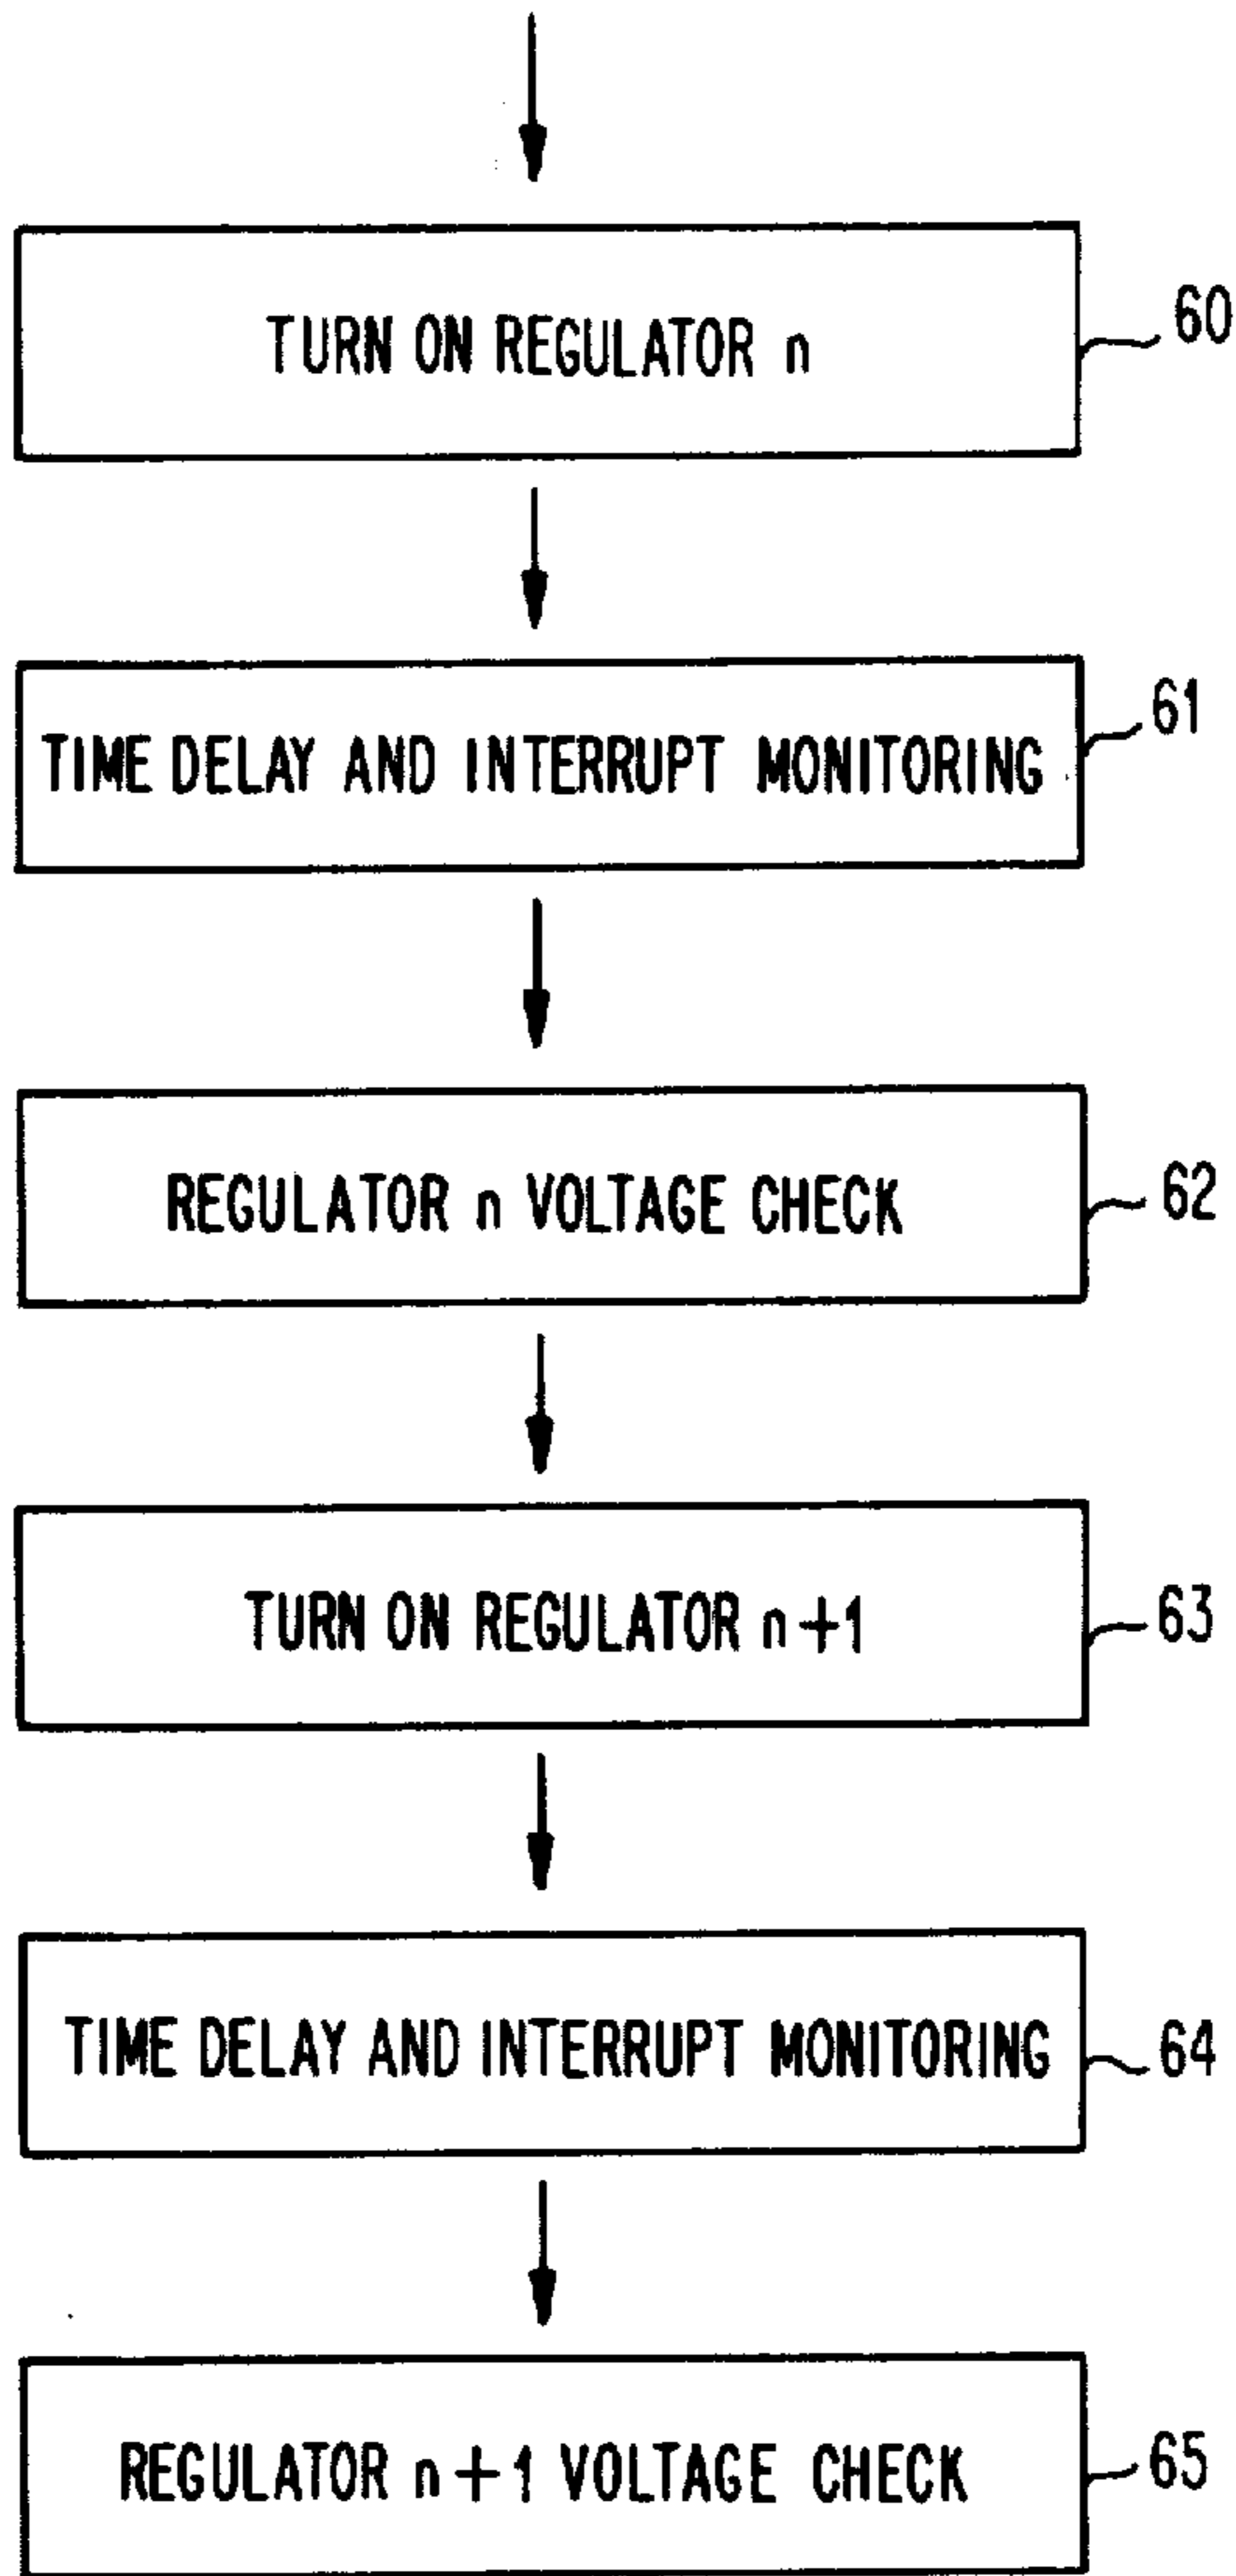 TURN ON REGULATOR n
60
TIME DELAY AND INTERRUPT MONITORING
61
REGULATOR n VOLTAGE CHECK
62
TURN ON REGULATOR n+1
63
TIME DELAY AND INTERRUPT MONITORING
64
REGULATOR n+1 VOLTAGE CHECK
65